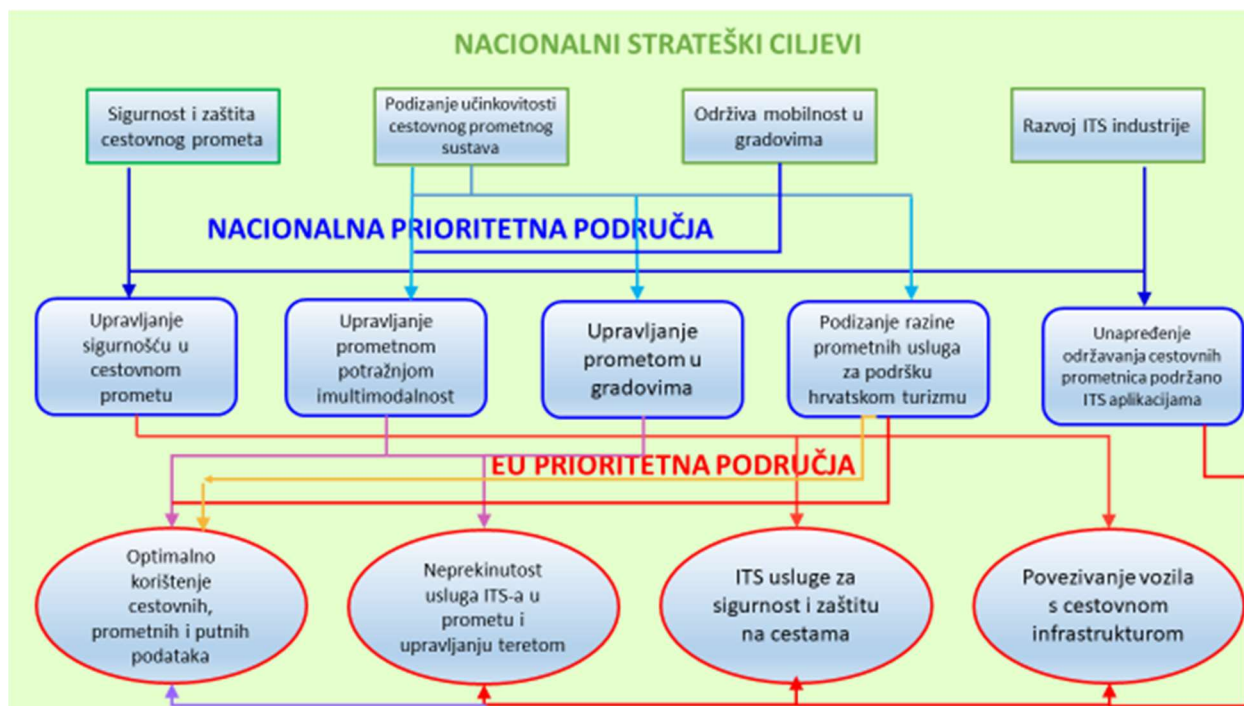 NACIONALNI STRATEŠKI CILJEVI
Sigurnost i zaštita
cestovnog prometa
Podizanje učinkovitosti
cestovnog prometnog
sustava
Održiva mobilnost u
gradovima
Razvoj ITS industrije
NACIONALNA PRIORITETNA PODRUČJA
Upravljanje
sigurnošću u
cestovnom
prometu
Upravljanje
prometnom
potražnjom
imultimodalnost
Upravljanje
prometom u
gradovima
Podizanje razine
prometnih usluga
za podršku
hrvatskom turizmu
Unapređenje
održavanja cestovnih
prometnica podržano
ITS aplikacijama
EU PRIORITETNA PODRUČJA
Optimalno
korištenje
cestovnih,
prometnih i putnih
podataka
Neprekinutost
usluga ITS-a u
prometu i
upravljanju teretom
ITS usluge za
sigurnost i zaštitu
na cestama
Povezivanje vozila
s cestovnom
infrastrukturom